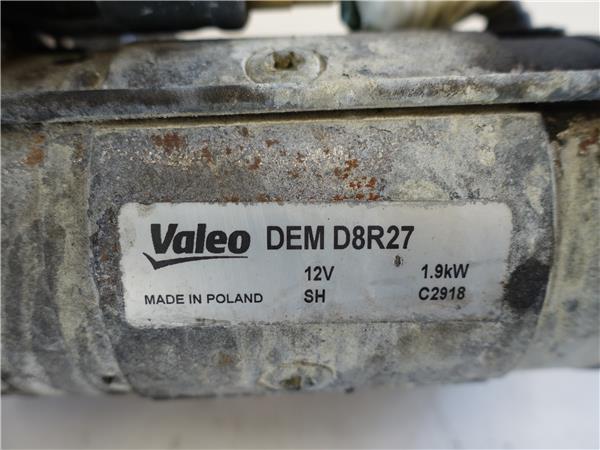 Valeo DEM D8R27
12V 1.9kW
MADE IN POLAND SH C2918